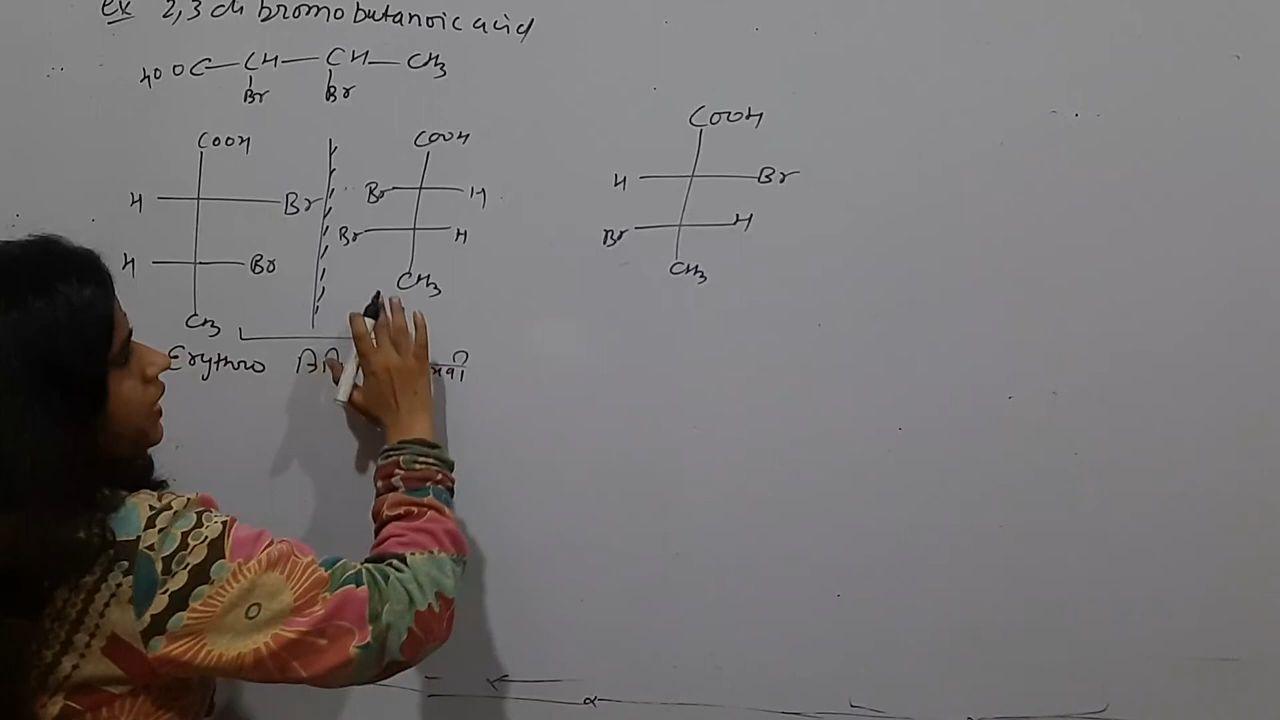 ex 2,3 di bromo butanoic acid
HOOC—CH—CH—CH3
Br Br
COOH COOH COOH
H Br Br H H Br
H Br Br H Br H
CH3 CH3 CH3
Erythro